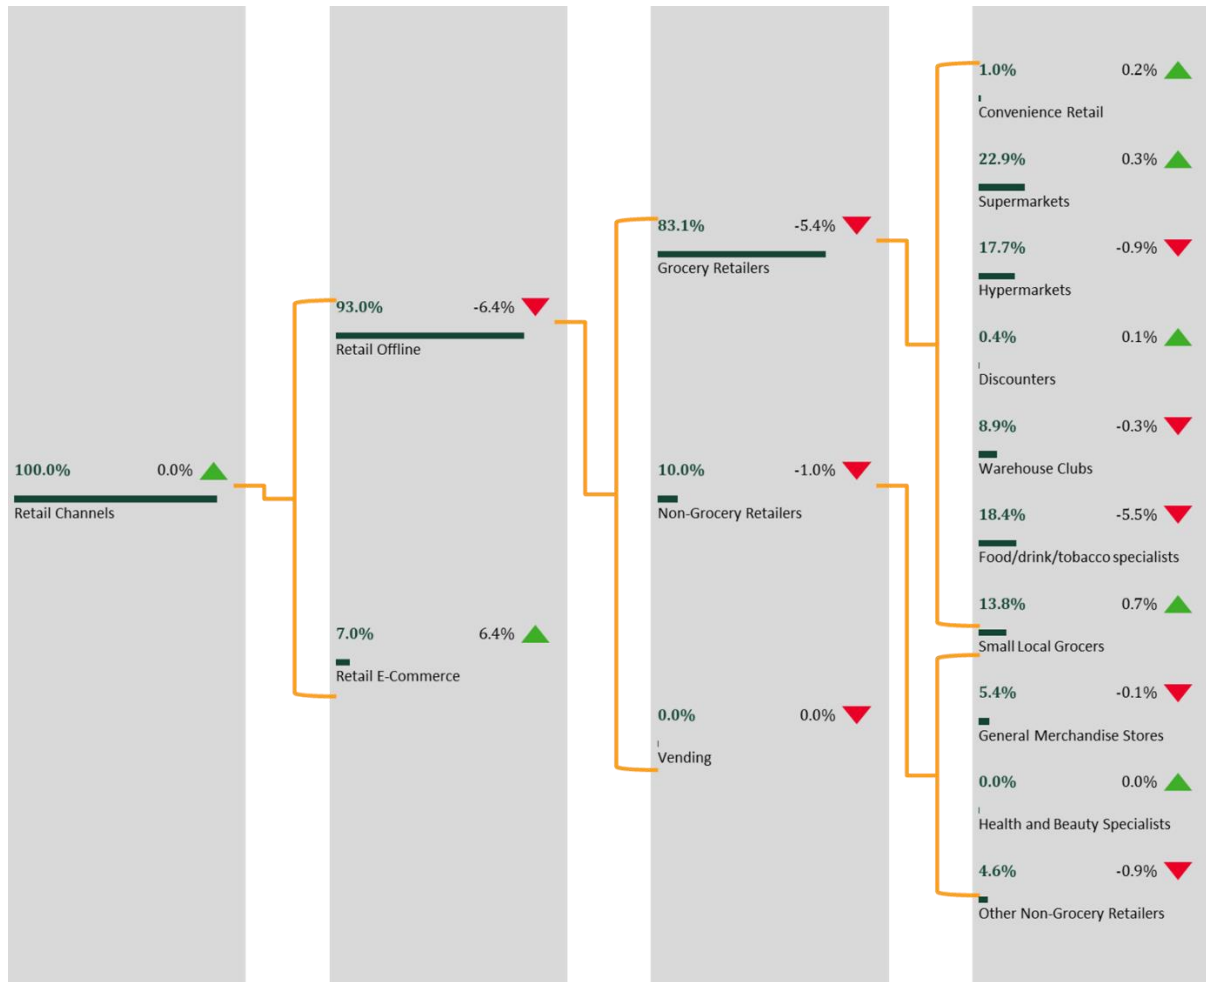 100.0% 0.0%
Retail Channels
93.0% -6.4%
Retail Offline
7.0% 6.4%
Retail E-Commerce
83.1% -5.4%
Grocery Retailers
10.0% -1.0%
Non-Grocery Retailers
0.0% 0.0%
Vending
1.0% 0.2%
Convenience Retail
22.9% 0.3%
Supermarkets
17.7% -0.9%
Hypermarkets
0.4% 0.1%
Discounters
8.9% -0.3%
Warehouse Clubs
18.4% -5.5%
Food/drink/tobacco specialists
13.8% 0.7%
Small Local Grocers
5.4% -0.1%
General Merchandise Stores
0.0% 0.0%
Health and Beauty Specialists
4.6% -0.9%
Other Non-Grocery Retailers